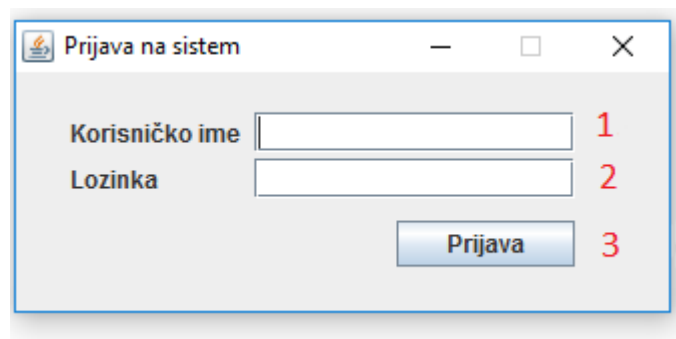 Prijava na sistem
Korisničko ime 1
Lozinka 2
Prijava 3